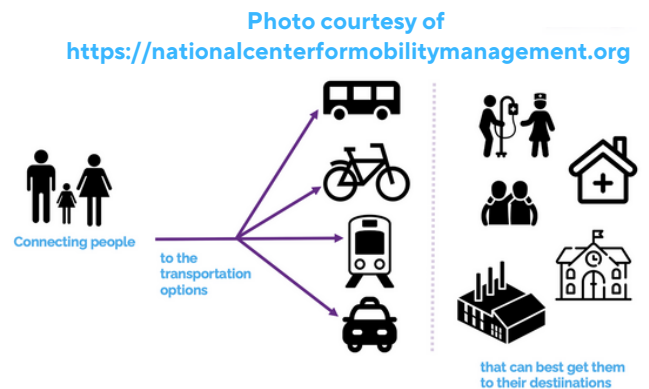 Photo courtesy of
https://nationalcenterformobilitymanagement.org
Connecting people
to the
transportation
options
that can best get them
to their destiinations